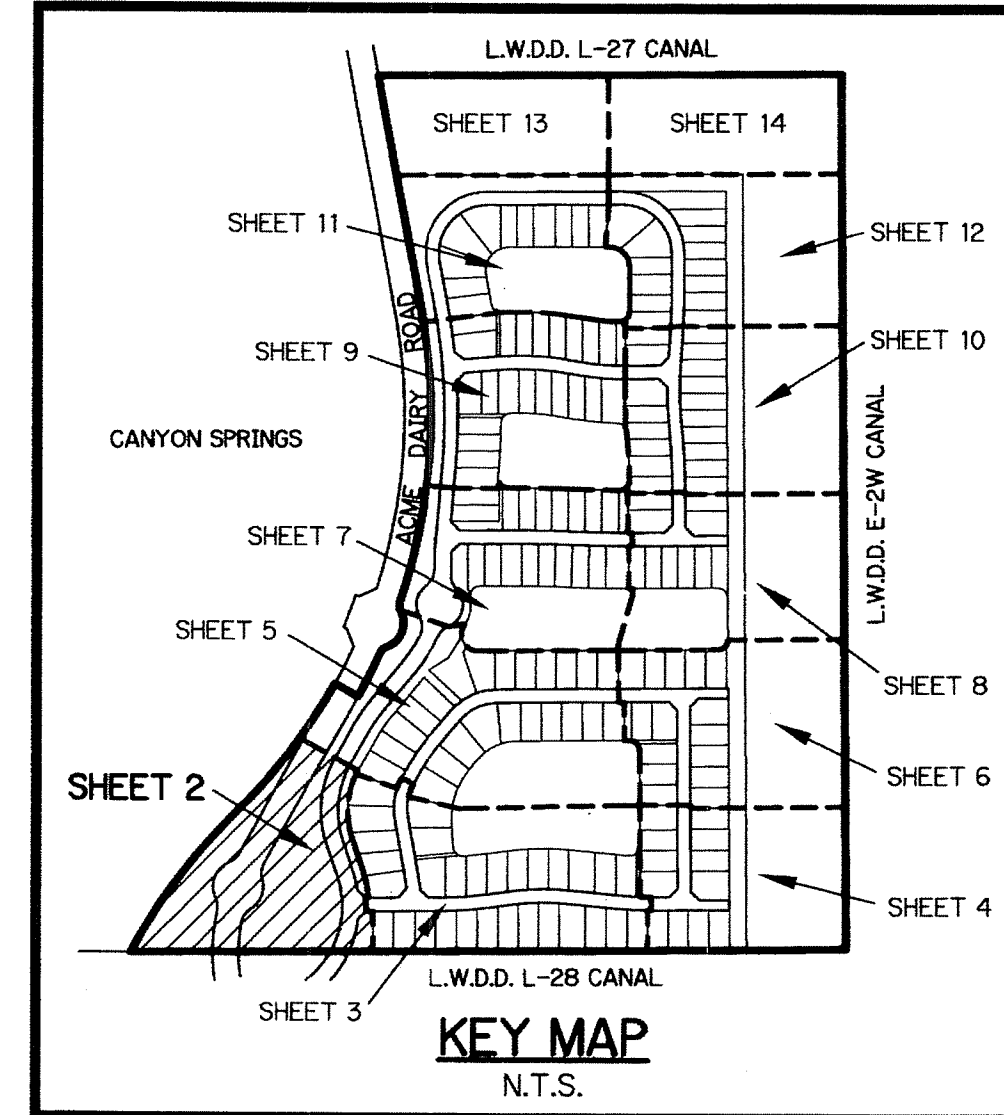 L.W.D.D. L-27 CANAL
SHEET 13
SHEET 14
SHEET 11
SHEET 12
ACME DAIRY ROAD
SHEET 9
SHEET 10
CANYON SPRINGS
L.W.D.D. E-2W CANAL
SHEET 7
SHEET 5
SHEET 8
SHEET 2
SHEET 6
SHEET 4
L.W.D.D. L-28 CANAL
SHEET 3
KEY MAP
N.T.S.